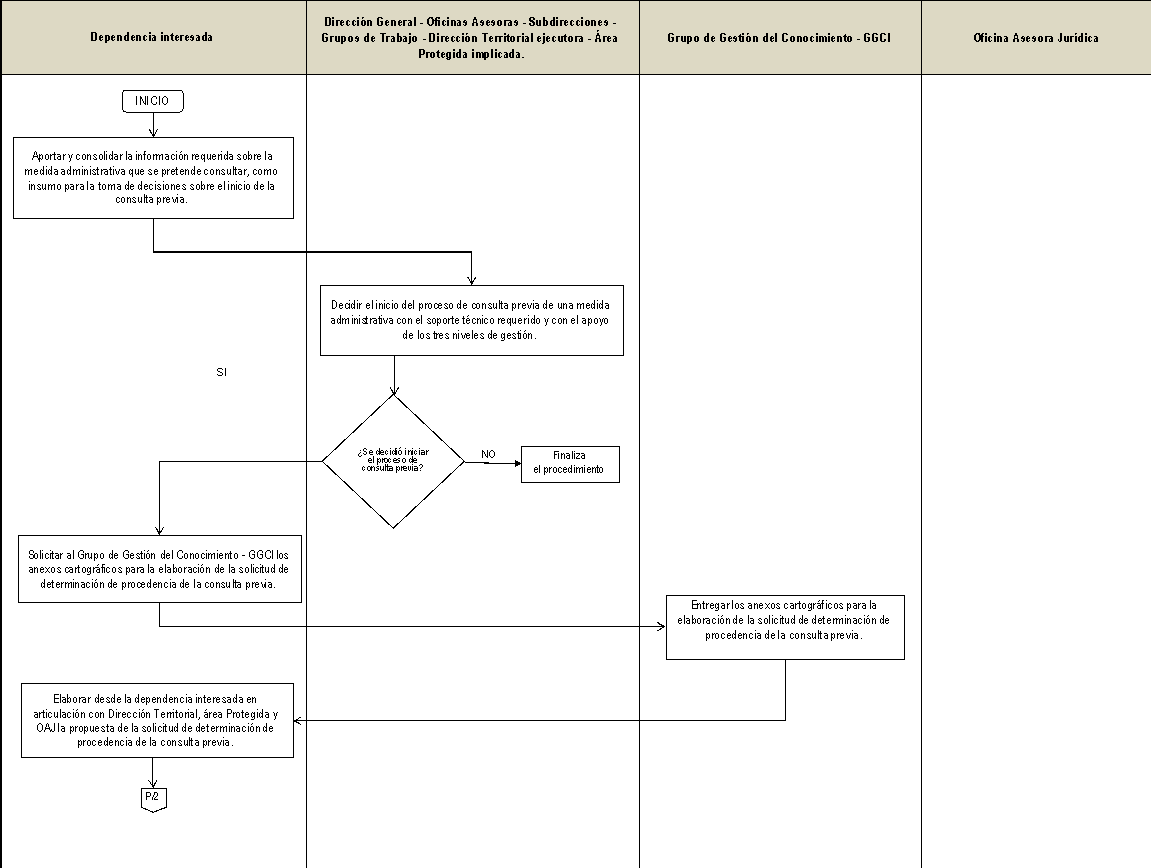 Dependencia interesada
Dirección General - Oficinas Asesoras - Subdirecciones -
Grupos de Trabajo - Dirección Territorial ejecutora - Área
Protegida implicada.
Grupo de Gestión del Conocimiento - GGCI
Oficina Asesora Jurídica
INICIO
Aportar y consolidar la información requerida sobre la
medida administrativa que se pretende consultar, como
insumo para la toma de decisiones sobre el inicio de la
consulta previa.
Decidir el inicio del proceso de consulta previa de una medida
administrativa con el soporte técnico requerido y con el apoyo
de los tres niveles de gestión.
SI
¿Se decidió iniciar
el proceso de
consulta previa?
NO
Finaliza
el procedimiento
Solicitar al Grupo de Gestión del Conocimiento - GGCI los
anexos cartográficos para la elaboración de la solicitud de
determinación de procedencia de la consulta previa.
Entregar los anexos cartográficos para la
elaboración de la solicitud de determinación de
procedencia de la consulta previa.
Elaborar desde la dependencia interesada en
articulación con Dirección Territorial, área Protegida y
OAJ la propuesta de la solicitud de determinación de
procedencia de la consulta previa.
P/2